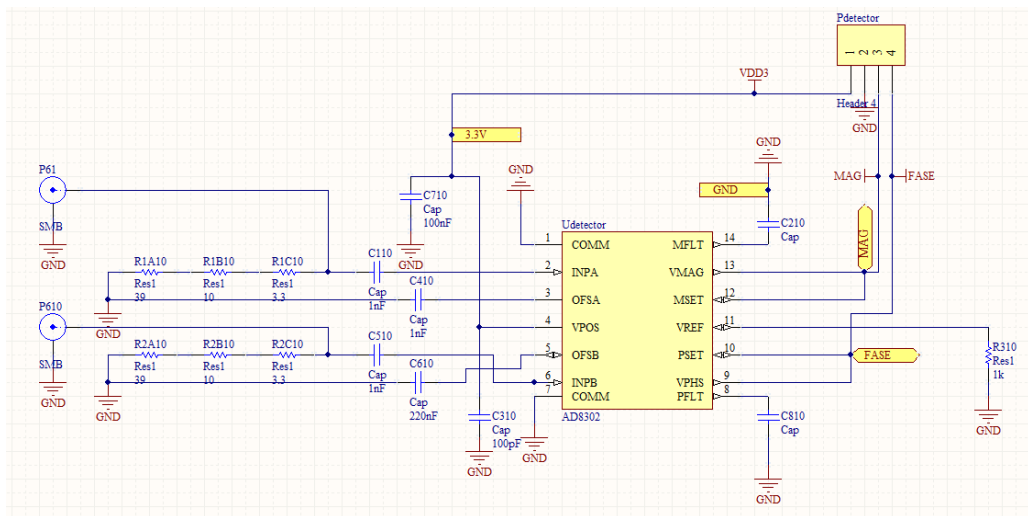 Pdetector
1
2
3
4
Header 4
VDD3
GND
3.3V
GND
GND
MAG
FASE
P61
SMB
GND
C710
Cap
100nF
GND
GND
C210
Cap
MAG
Udetector
1 COMM
2 INPA
3 OFSA
4 VPOS
5 OFSB
6 INPB
7 COMM
MFLT 14
VMAG 13
MSET 12
VREF 11
PSET 10
VPHS 9
PFLT 8
AD8302
R1A10
Res1
39
R1B10
Res1
10
R1C10
Res1
3.3
C110
Cap
1nF
C410
Cap
1nF
GND
P610
SMB
GND
R2A10
Res1
39
R2B10
Res1
10
R2C10
Res1
3.3
C510
Cap
1nF
C610
Cap
220nF
GND
C310
Cap
100pF
GND
GND
FASE
R310
Res1
1k
GND
C810
Cap
GND